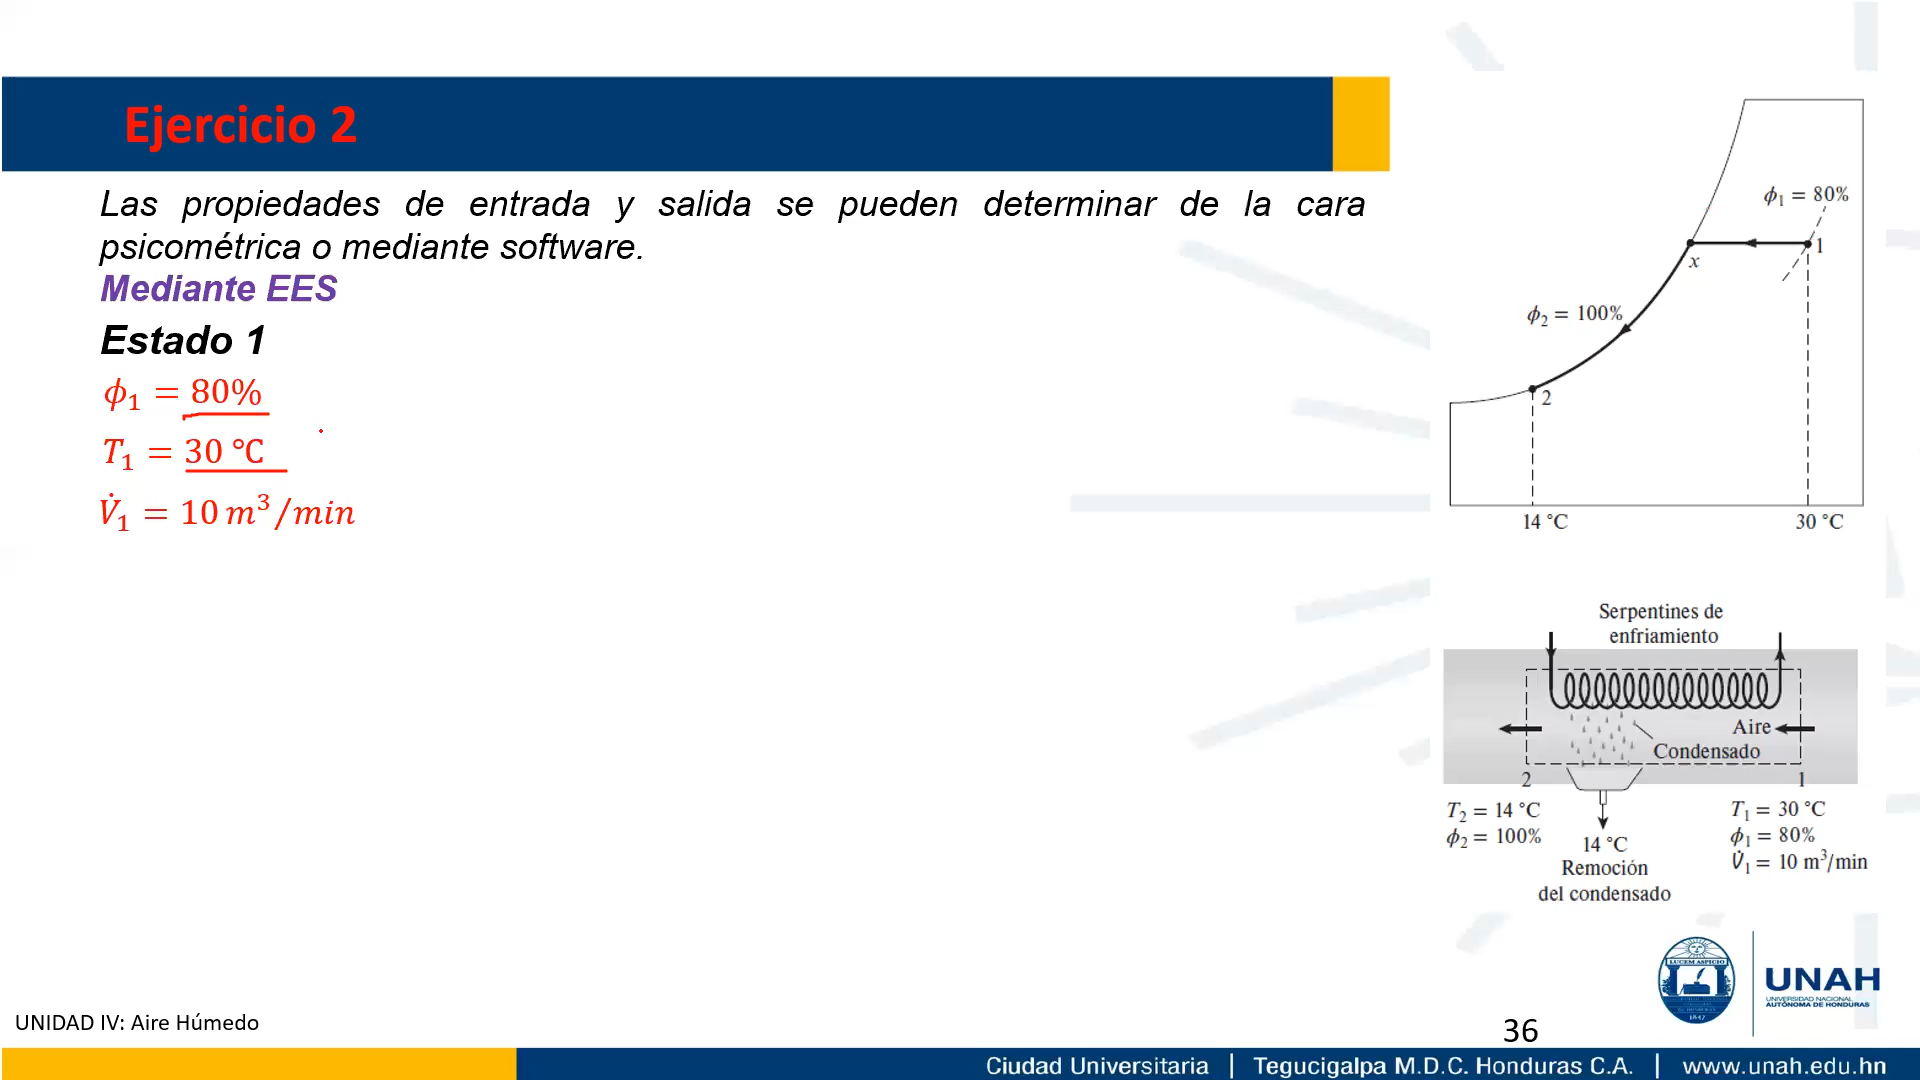 Ejercicio 2
Las propiedades de entrada y salida se pueden determinar de la cara
psicométrica o mediante software.
Mediante EES
Estado 1
ϕ₁ = 80%
T₁ = 30 °C
V̇₁ = 10 m³/min
ϕ₁ = 80%
1
x
ϕ₂ = 100%
2
14 °C
30 °C
Serpentines de
enfriamiento
Aire
Condensado
2
1
T₂ = 14 °C
ϕ₂ = 100%
14 °C
Remoción
del condensado
T₁ = 30 °C
ϕ₁ = 80%
V̇₁ = 10 m³/min
LUCEM ASPICIO
1847
UNAH
UNIVERSIDAD NACIONAL
AUTÓNOMA DE HONDURAS
UNIDAD IV: Aire Húmedo
36
Ciudad Universitaria | Tegucigalpa M.D.C. Honduras C.A. | www.unah.edu.hn